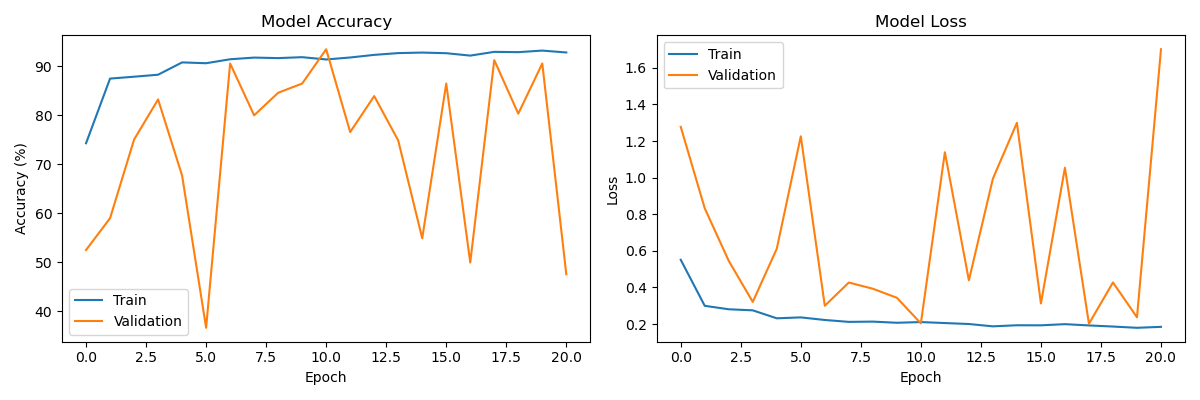 Model Accuracy
Accuracy (%)
90
80
70
60
50
40
Train
Validation
0.0 2.5 5.0 7.5 10.0 12.5 15.0 17.5 20.0
Epoch
Model Loss
Loss
Train
Validation
1.6
1.4
1.2
1.0
0.8
0.6
0.4
0.2
0.0 2.5 5.0 7.5 10.0 12.5 15.0 17.5 20.0
Epoch